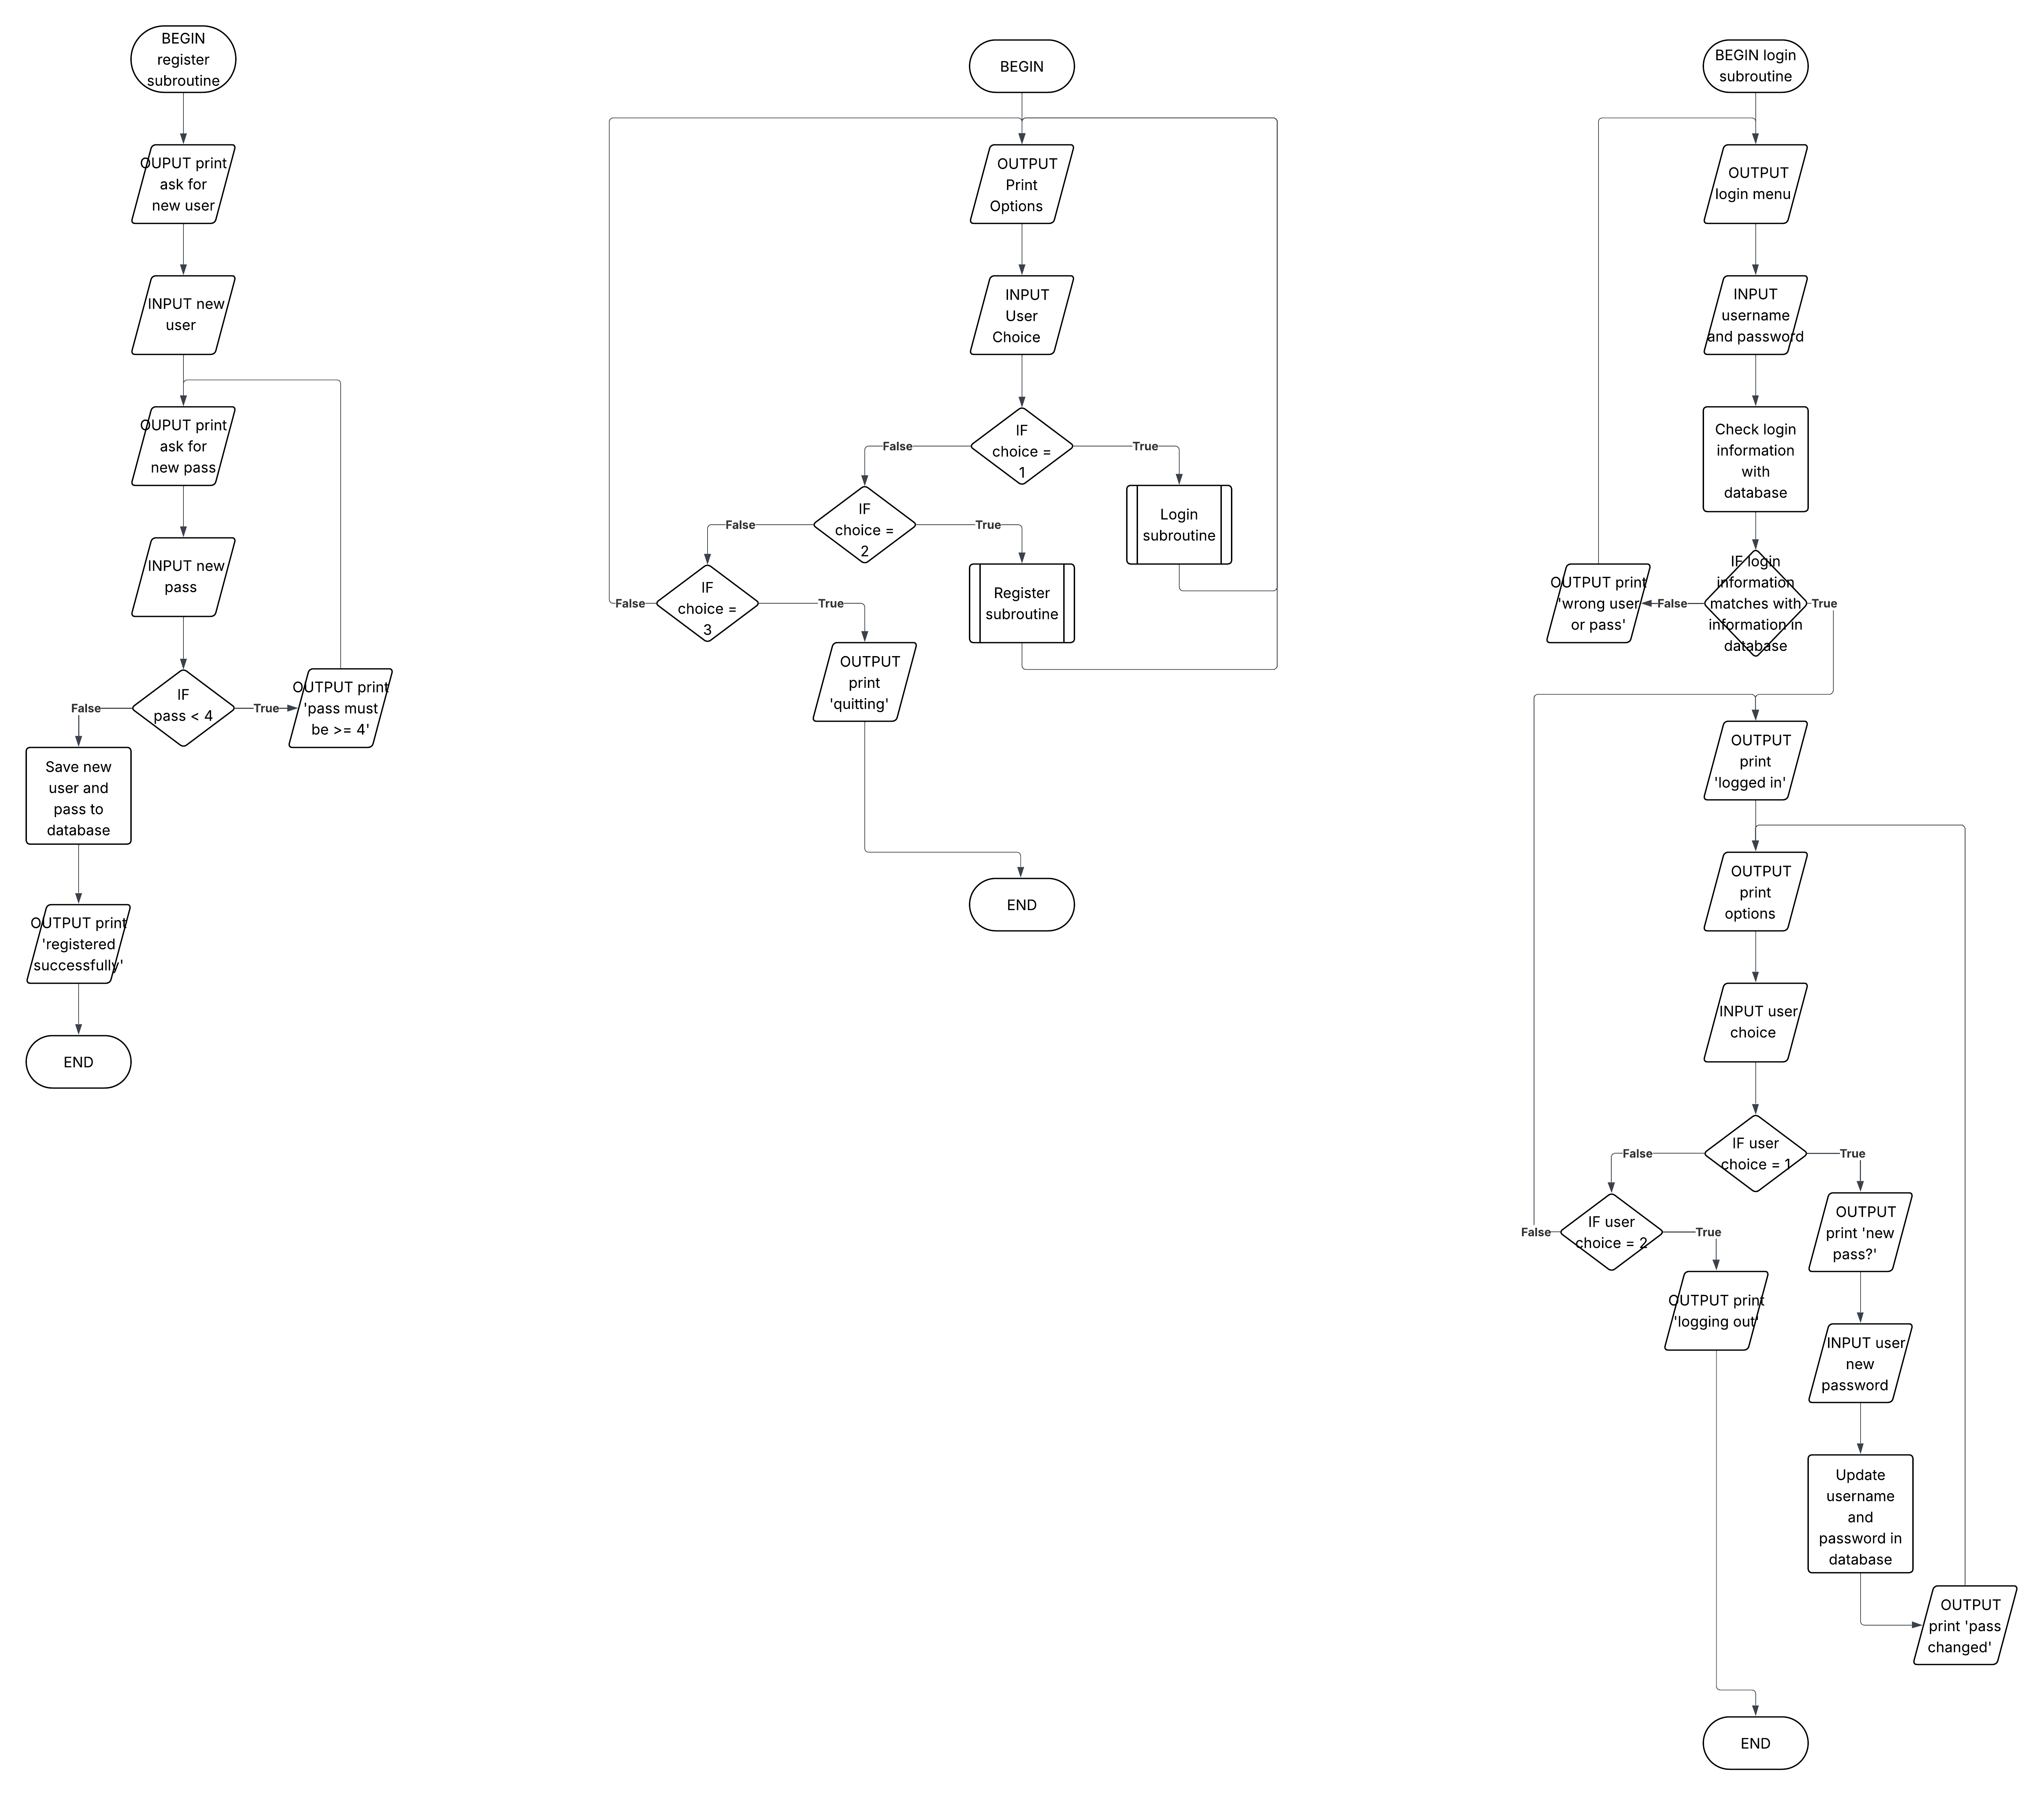 BEGIN
register
subroutine
OUPUT print
ask for
new user
INPUT new
user
OUPUT print
ask for
new pass
INPUT new
pass
IF
pass < 4
False
True
OUTPUT print
'pass must
be >= 4'
Save new
user and
pass to
database
OUTPUT print
'registered
successfully'
END
BEGIN
OUTPUT
Print
Options
INPUT
User
Choice
IF
choice =
1
False
True
Login
subroutine
IF
choice =
2
False
True
Register
subroutine
IF
choice =
3
False
True
OUTPUT
print
'quitting'
END
BEGIN login
subroutine
OUTPUT
login menu
INPUT
username
and password
Check login
information
with
database
IF login
information
matches with
information in
database
False
True
OUTPUT print
'wrong user
or pass'
OUTPUT
print
'logged in'
OUTPUT
print
options
INPUT user
choice
IF user
choice = 1
False
True
IF user
choice = 2
False
True
OUTPUT print
'logging out'
OUTPUT
print 'new
pass?'
INPUT user
new
password
Update
username
and
password in
database
OUTPUT
print 'pass
changed'
END